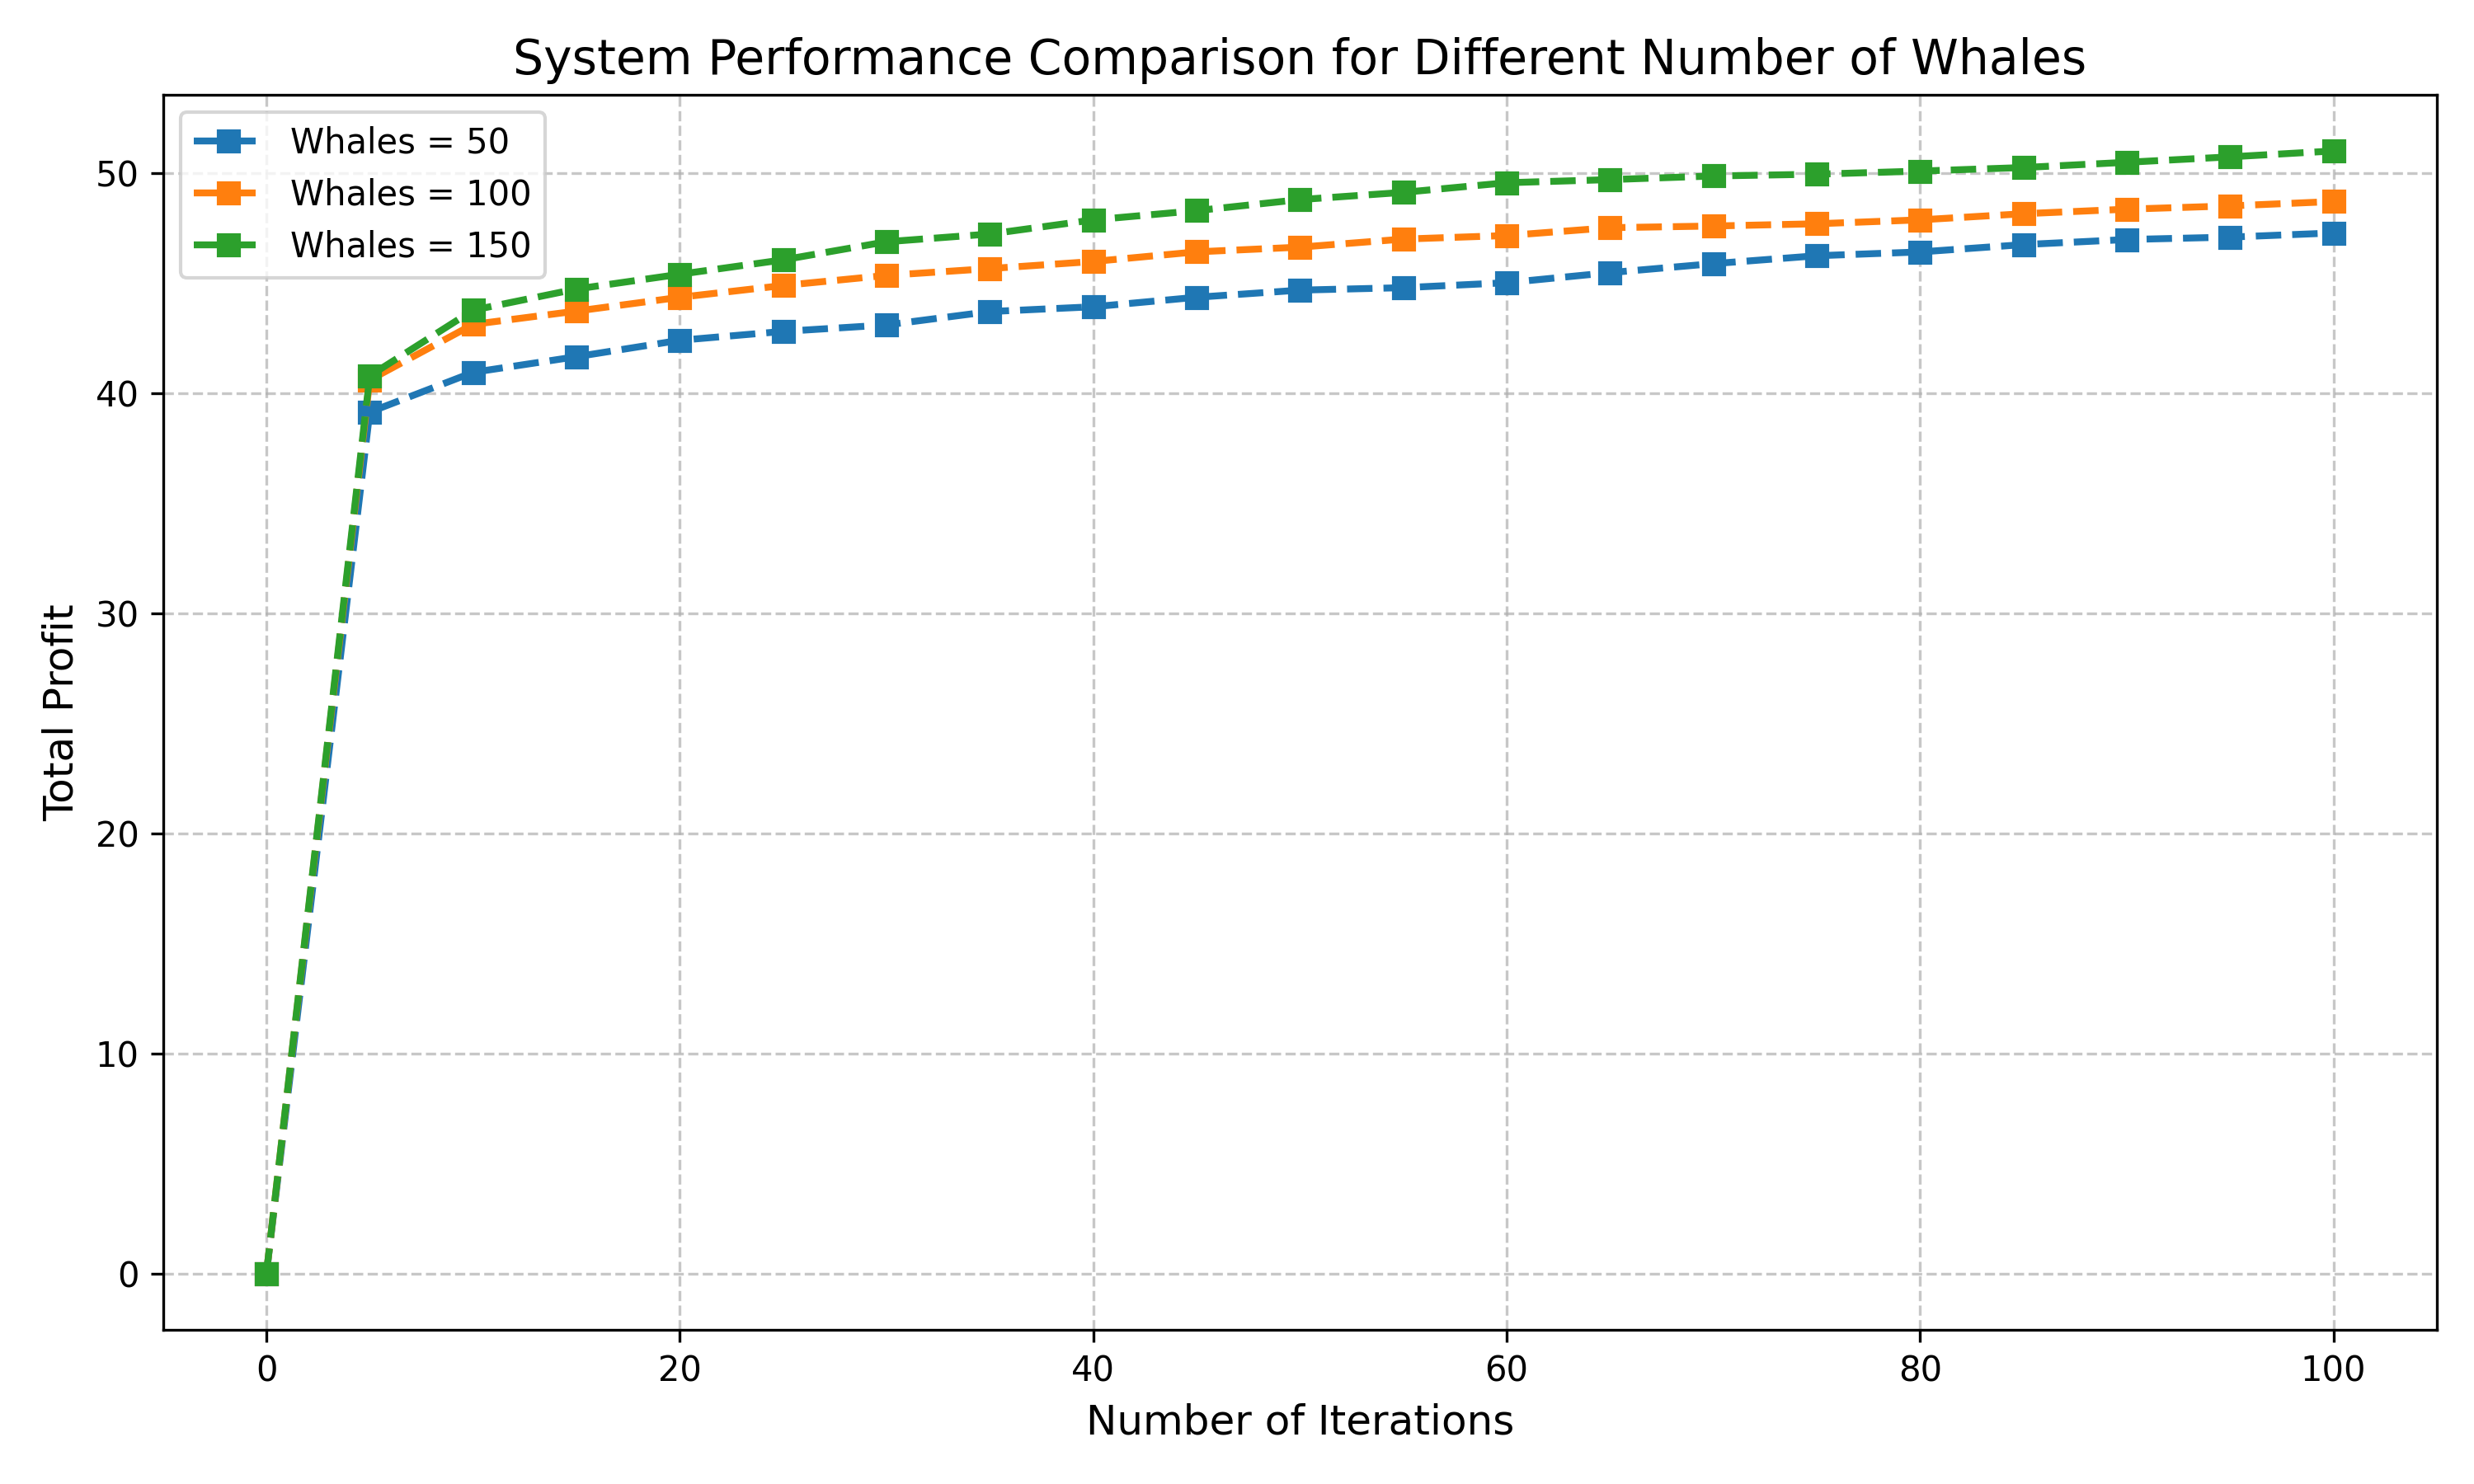 System Performance Comparison for Different Number of Whales
Whales = 50
Whales = 100
Whales = 150
Total Profit
50
40
30
20
10
0
0 20 40 60 80 100
Number of Iterations